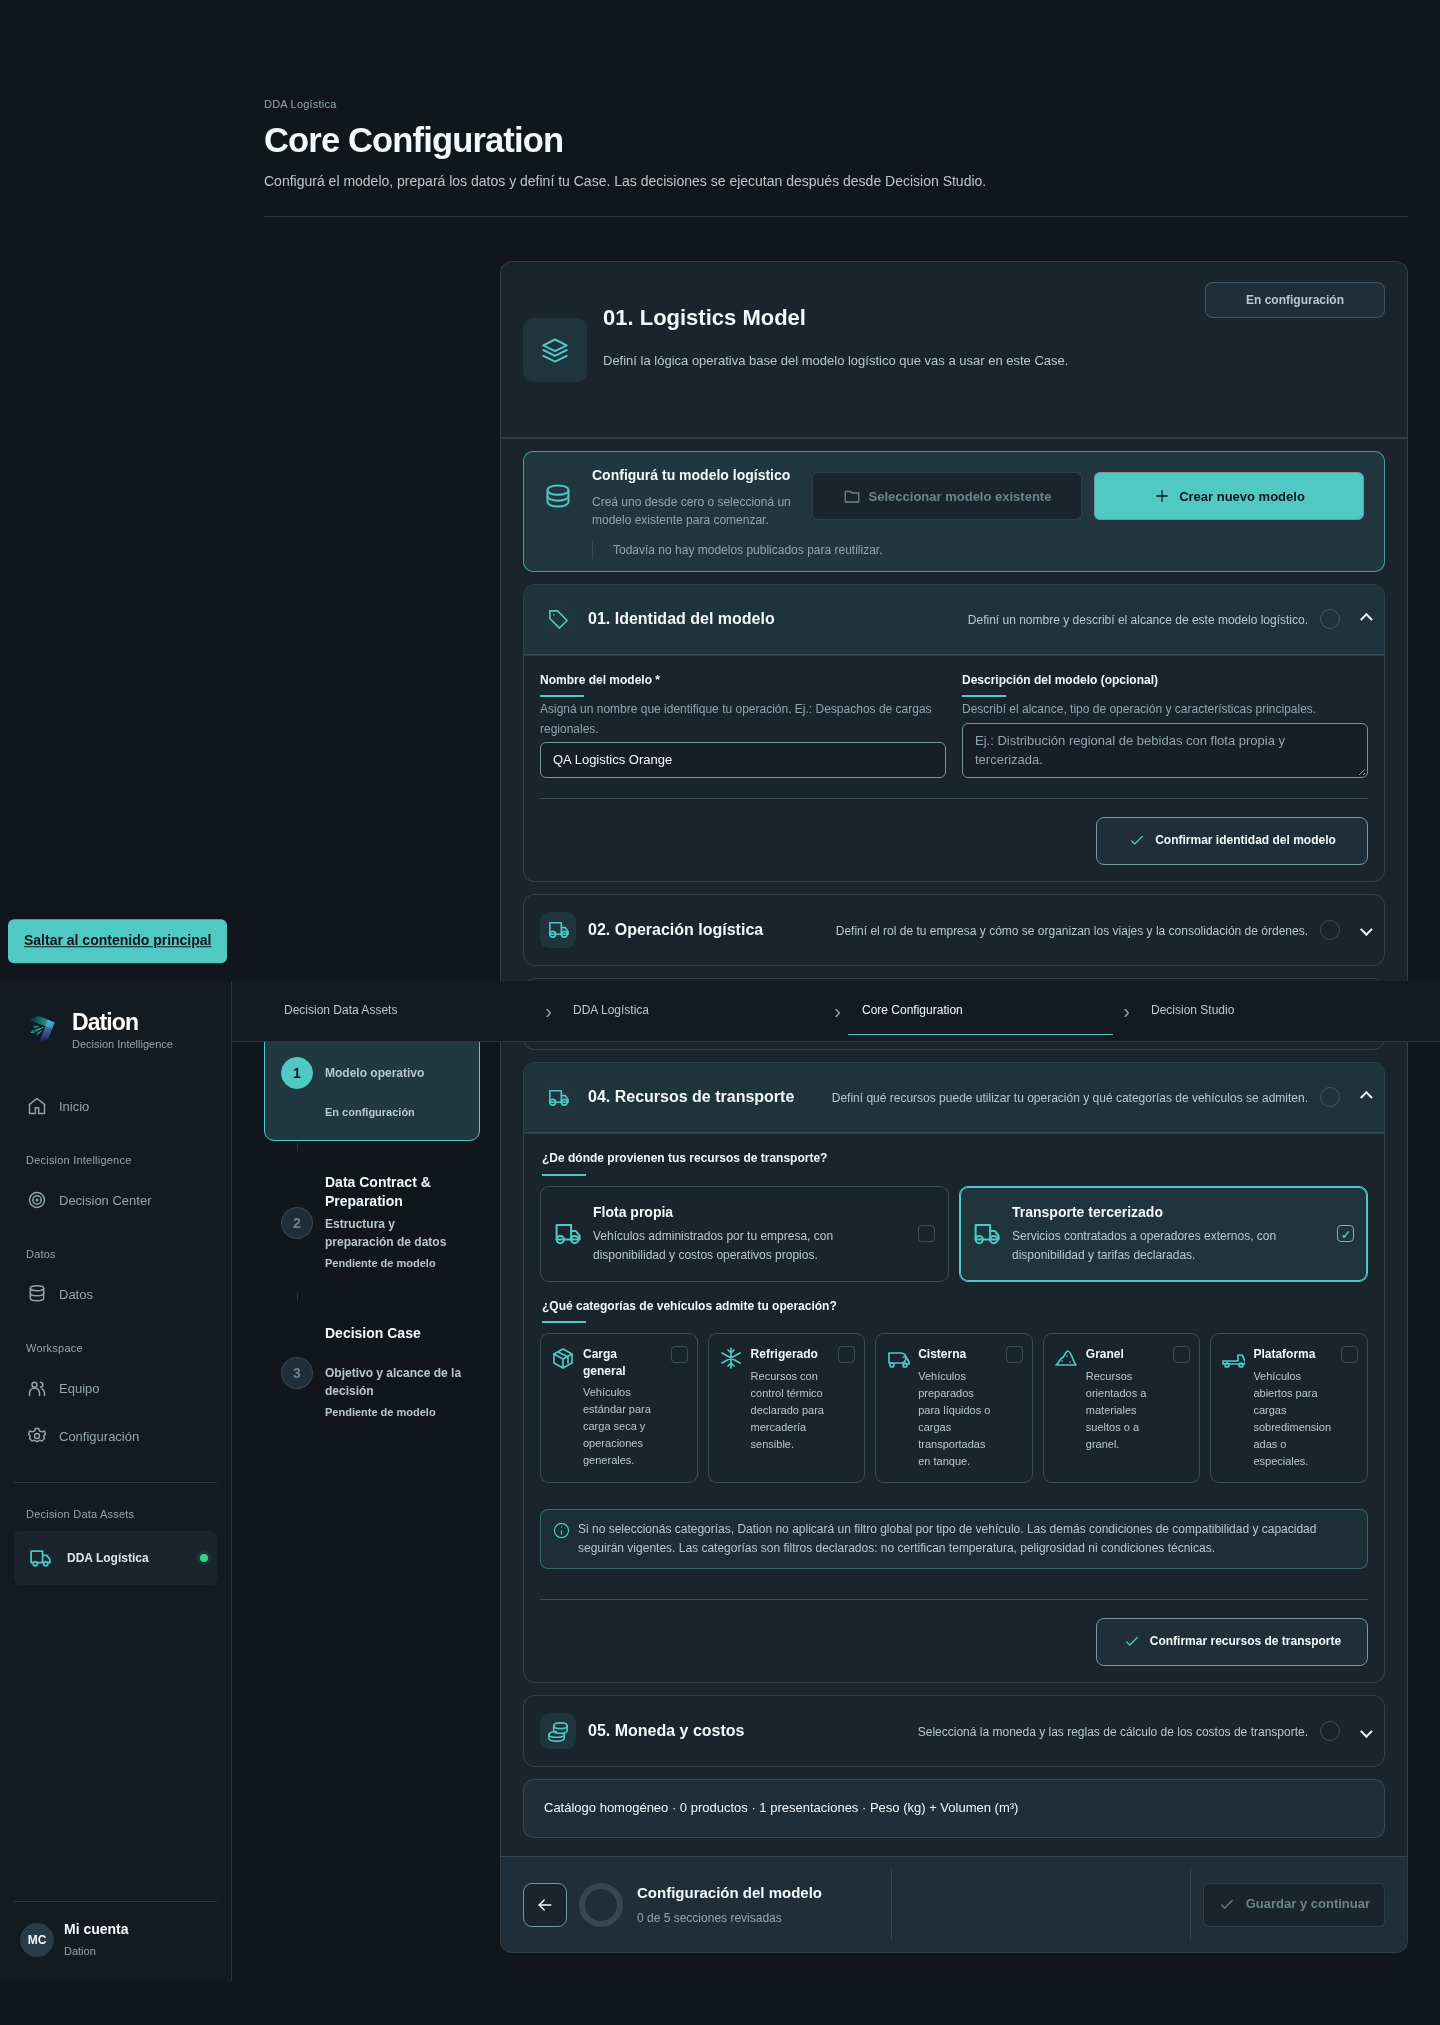 DDA Logística
Core Configuration
Configurá el modelo, prepará los datos y definí tu Case. Las decisiones se ejecutan después desde Decision Studio.
01. Logistics Model
En configuración
Definí la lógica operativa base del modelo logístico que vas a usar en este Case.
Configurá tu modelo logístico
Creá uno desde cero o seleccioná un
modelo existente para comenzar.
Seleccionar modelo existente
Crear nuevo modelo
Todavía no hay modelos publicados para reutilizar.
01. Identidad del modelo
Definí un nombre y describí el alcance de este modelo logístico.
Nombre del modelo *
Asigná un nombre que identifique tu operación. Ej.: Despachos de cargas
regionales.
QA Logistics Orange
Descripción del modelo (opcional)
Describí el alcance, tipo de operación y características principales.
Ej.: Distribución regional de bebidas con flota propia y
tercerizada.
Confirmar identidad del modelo
02. Operación logística
Definí el rol de tu empresa y cómo se organizan los viajes y la consolidación de órdenes.
Saltar al contenido principal
Dation
Decision Intelligence
Inicio
Decision Intelligence
Decision Center
Datos
Datos
Workspace
Equipo
Configuración
Decision Data Assets
DDA Logística
MC
Mi cuenta
Dation
Decision Data Assets
›
DDA Logística
›
Core Configuration
›
Decision Studio
1
Modelo operativo
En configuración
2
Data Contract &
Preparation
Estructura y
preparación de datos
Pendiente de modelo
3
Decision Case
Objetivo y alcance de la
decisión
Pendiente de modelo
04. Recursos de transporte
Definí qué recursos puede utilizar tu operación y qué categorías de vehículos se admiten.
¿De dónde provienen tus recursos de transporte?
Flota propia
Vehículos administrados por tu empresa, con
disponibilidad y costos operativos propios.
Transporte tercerizado
Servicios contratados a operadores externos, con
disponibilidad y tarifas declaradas.
¿Qué categorías de vehículos admite tu operación?
Carga
general
Vehículos
estándar para
carga seca y
operaciones
generales.
Refrigerado
Recursos con
control térmico
declarado para
mercadería
sensible.
Cisterna
Vehículos
preparados
para líquidos o
cargas
transportadas
en tanque.
Granel
Recursos
orientados a
materiales
sueltos o a
granel.
Plataforma
Vehículos
abiertos para
cargas
sobredimension
adas o
especiales.
Si no seleccionás categorías, Dation no aplicará un filtro global por tipo de vehículo. Las demás condiciones de compatibilidad y capacidad
seguirán vigentes. Las categorías son filtros declarados: no certifican temperatura, peligrosidad ni condiciones técnicas.
Confirmar recursos de transporte
05. Moneda y costos
Seleccioná la moneda y las reglas de cálculo de los costos de transporte.
Catálogo homogéneo · 0 productos · 1 presentaciones · Peso (kg) + Volumen (m³)
Configuración del modelo
0 de 5 secciones revisadas
Guardar y continuar